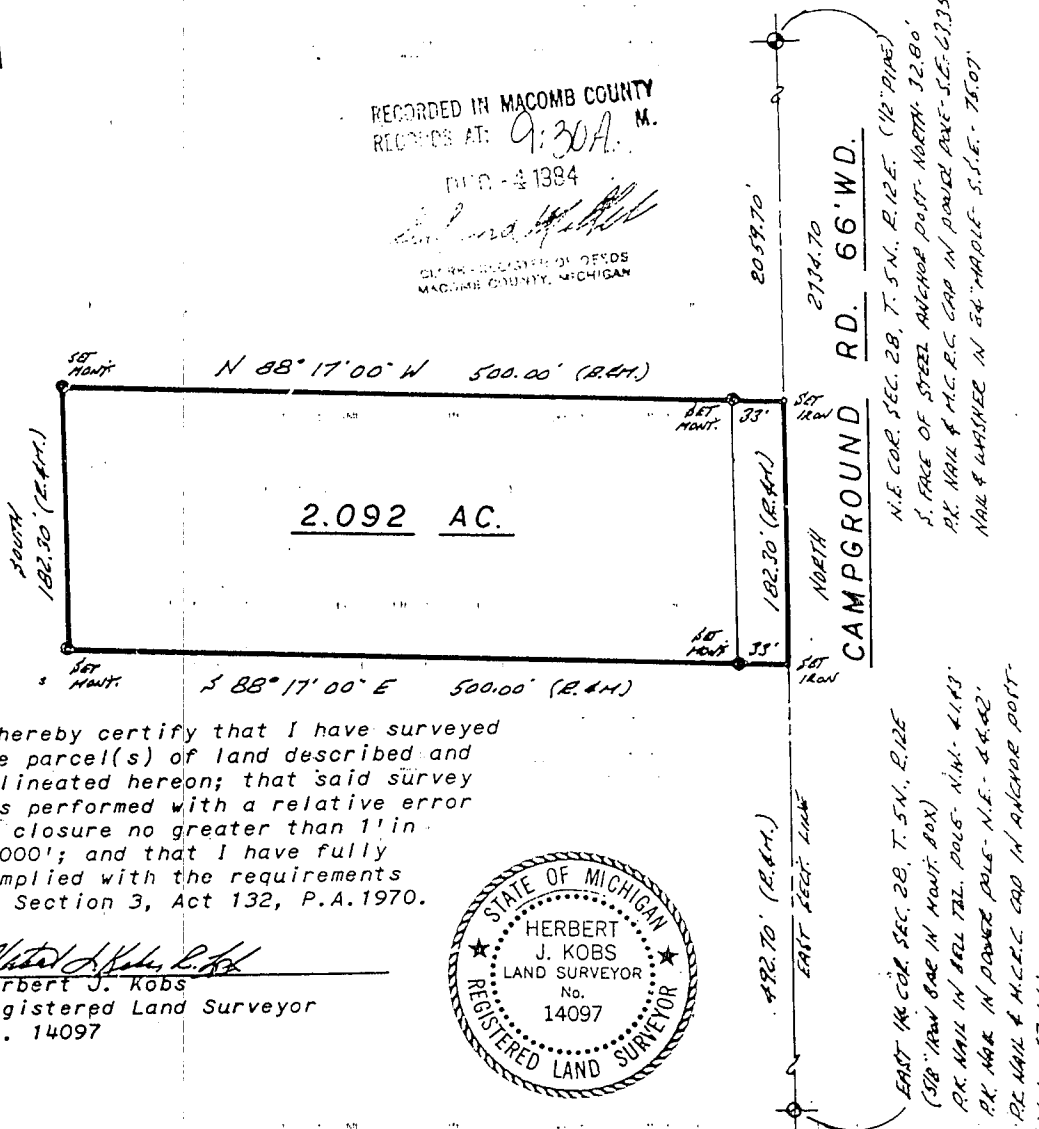 RECORDED IN MACOMB COUNTY
RECORDS AT: 9:30A. M.
DEC -4 1984
CLERK - REGISTER OF DEEDS
MACOMB COUNTY, MICHIGAN
SET
MONT.
N 88° 17' 00" W 500.00' (R.&M.)
SET
MONT.
33'
SET
IRON
SOUTH
182.30' (R.&M.)
2.092 AC.
182.30' (R.&M.)
NORTH
2059.70'
2734.70
CAMPGROUND RD. 66' WD.
N.E. COR. SEC. 28, T. 5 N., R.12 E. (1/2" PIPE)
S. FACE OF STEEL ANCHOR POST - NORTH - 32.80'
P.K. NAIL & M.C.R.C. CAP IN POWER POLE - S.E. - 63.35
NAIL & WASHER IN 34" MAPLE - S.S.E. - 75.07'
SET
MONT.
S 88° 17' 00" E 500.00' (R.&M)
SET
MONT
33'
SET
IRON
hereby certify that I have surveyed
e parcel(s) of land described and
lineated hereon; that said survey
s performed with a relative error
closure no greater than 1' in
000'; and that I have fully
mplied with the requirements
Section 3, Act 132, P.A.1970.
rbert J. Kobs
gistered Land Surveyor
. 14097
STATE OF MICHIGAN
HERBERT
J. KOBS
LAND SURVEYOR
No.
14097
REGISTERED LAND SURVEYOR
492.70' (R.&M.)
EAST SECT. LINE
EAST 1/4 COR. SEC. 28, T. 5 N., R.12E
(5/8" IRON BAR IN MONT. BOX)
P.K. NAIL IN BELL TEL. POLE - N.W. - 41.43'
P.K. NAIL IN POWER POLE - N.E. - 44.42'
P.K. NAIL & M.C.R.C. CAP IN ANCHOR POST -